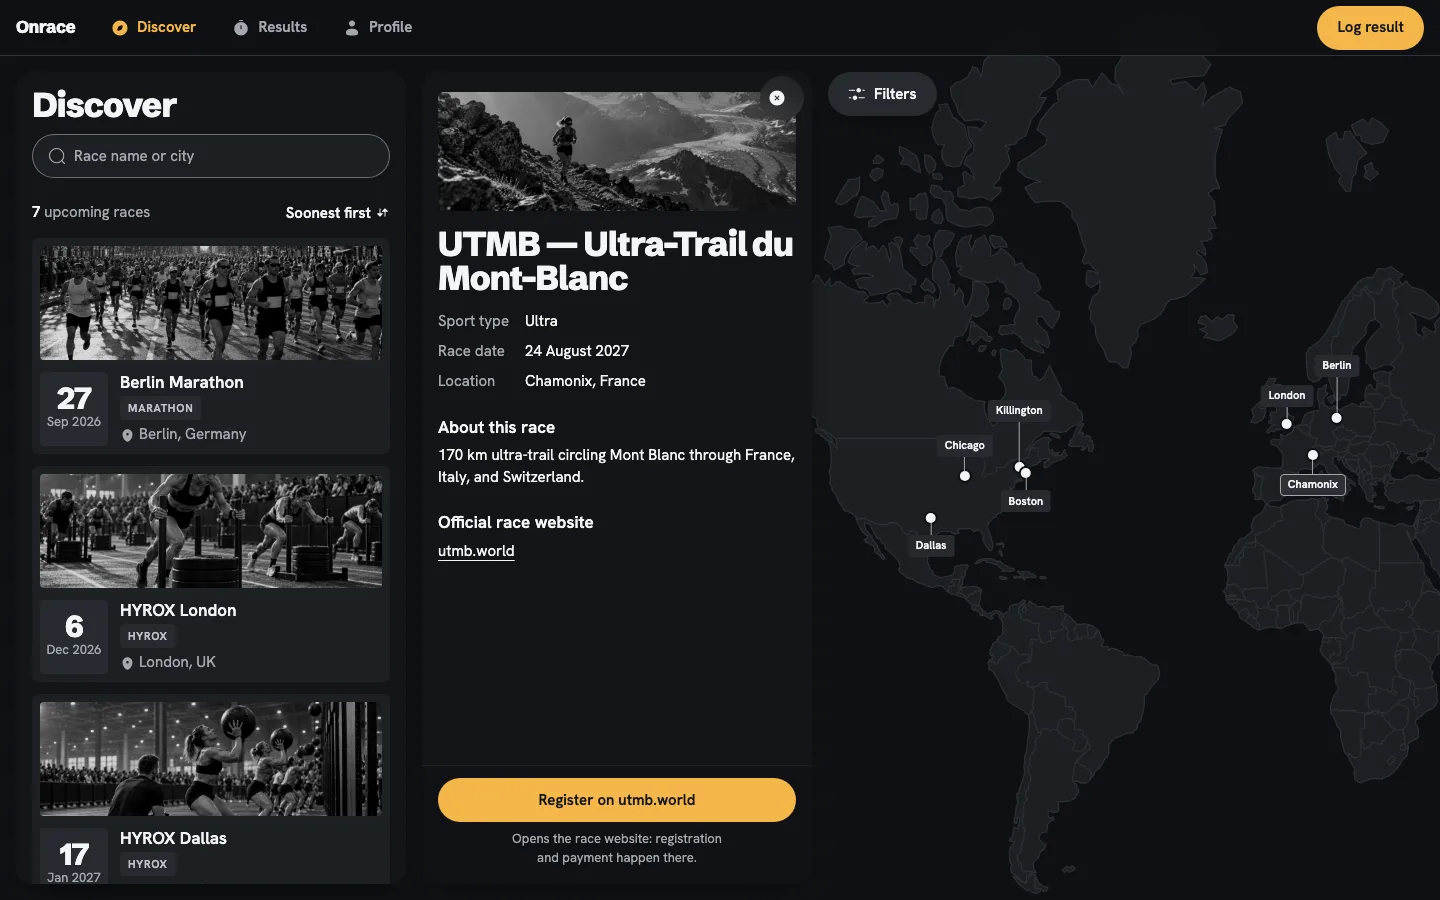 Onrace
Discover
Results
Profile
Log result
Discover
Race name or city
7 upcoming races
Soonest first
27
Sep 2026
Berlin Marathon
MARATHON
Berlin, Germany
6
Dec 2026
HYROX London
HYROX
London, UK
17
Jan 2027
HYROX Dallas
HYROX
UTMB — Ultra-Trail du
Mont-Blanc
Sport type Ultra
Race date 24 August 2027
Location Chamonix, France
About this race
170 km ultra-trail circling Mont Blanc through France,
Italy, and Switzerland.
Official race website
utmb.world
Register on utmb.world
Opens the race website: registration
and payment happen there.
Filters
Berlin
London
Killington
Chicago
Chamonix
Boston
Dallas